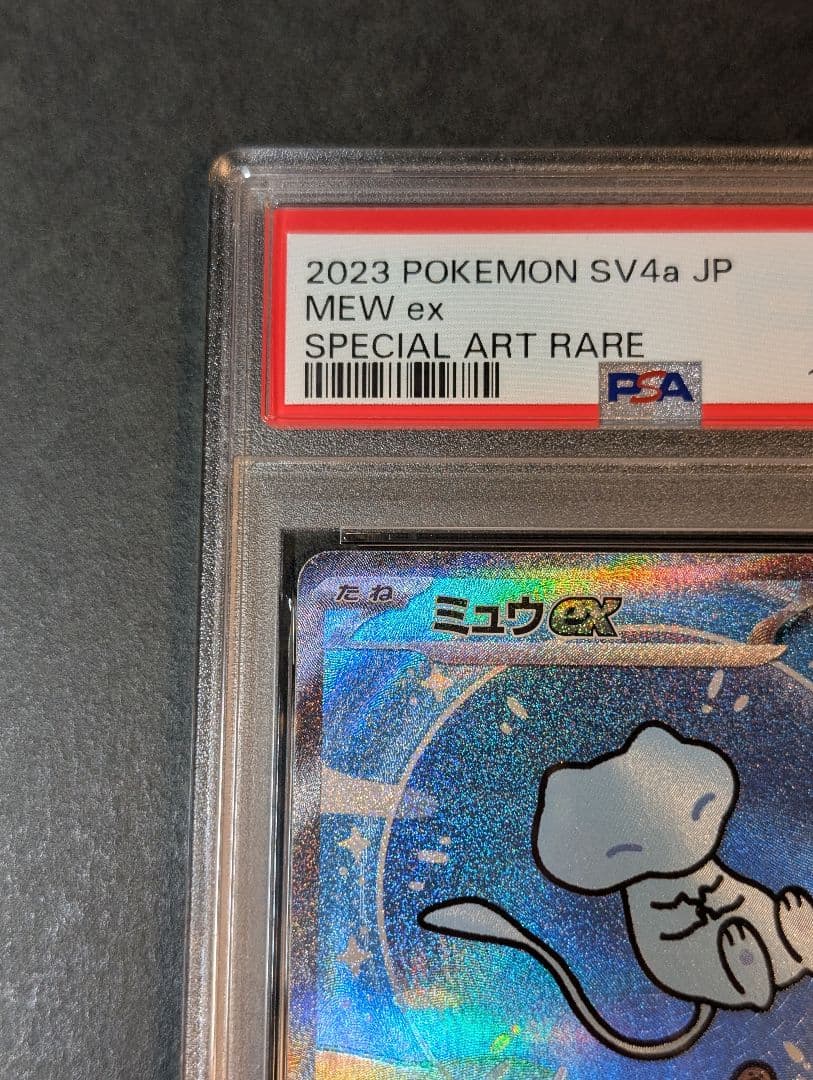 2023 POKEMON SV4a JP
MEW ex
SPECIAL ART RARE
PSA
たね
ミュウex